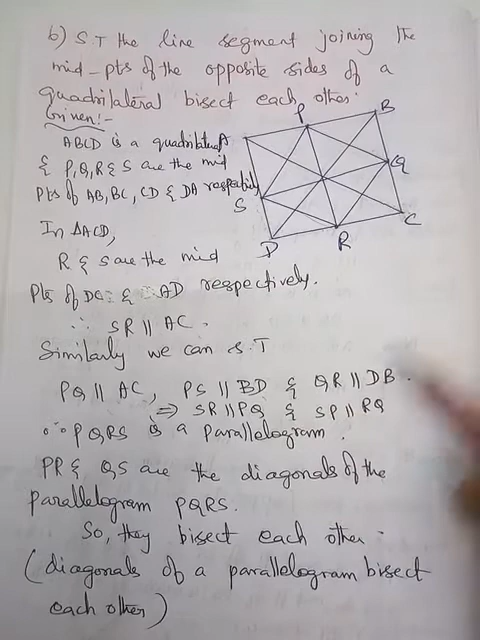 6) S.T the line segment joining the
mid-pts of the opposite sides of a
quadrilateral bisect each other.
Given:-
ABCD is a quadrilateral
& P,Q,R & S are the mid
Pts of AB, BC, CD & DA respectively
P
B
Q
S
C
D
R
In ΔACD,
R & S are the mid
Pts of DC & AD respectively.
∴ SR || AC.
Similarly we can S.T
PQ || AC, PS || BD & QR || DB.
⇒ SR || PQ & SP || RQ
∴ PQRS is a parallelogram.
PR & QS are the diagonals of the
parallelogram PQRS.
So, they bisect each other.
(diagonals of a parallelogram bisect
each other)